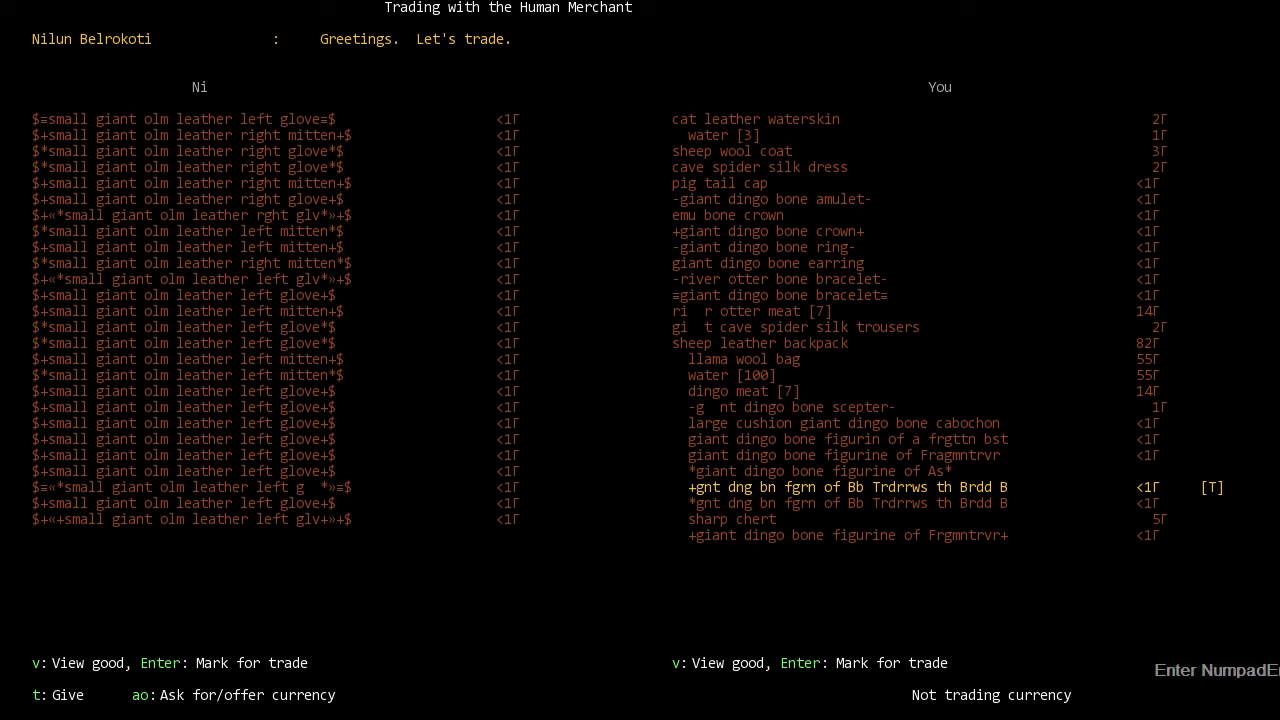 Trading with the Human Merchant
Nilun Belrokoti : Greetings. Let's trade.
Ni You
$≡small giant olm leather left glove≡$ <1Γ
$+small giant olm leather right mitten+$ <1Γ
$*small giant olm leather right glove*$ <1Γ
$*small giant olm leather right glove*$ <1Γ
$+small giant olm leather right mitten+$ <1Γ
$+small giant olm leather right glove+$ <1Γ
$+«*small giant olm leather rght glv*»+$ <1Γ
$*small giant olm leather left mitten*$ <1Γ
$+small giant olm leather left mitten+$ <1Γ
$*small giant olm leather right mitten*$ <1Γ
$+«*small giant olm leather left glv*»+$ <1Γ
$+small giant olm leather left glove+$ <1Γ
$+small giant olm leather left mitten+$ <1Γ
$*small giant olm leather left glove*$ <1Γ
$*small giant olm leather left glove*$ <1Γ
$+small giant olm leather left mitten+$ <1Γ
$*small giant olm leather left mitten*$ <1Γ
$+small giant olm leather left glove+$ <1Γ
$+small giant olm leather left glove+$ <1Γ
$+small giant olm leather left glove+$ <1Γ
$+small giant olm leather left glove+$ <1Γ
$+small giant olm leather left glove+$ <1Γ
$+small giant olm leather left glove+$ <1Γ
$≡«*small giant olm leather left g *»≡$ <1Γ
$+small giant olm leather left glove+$ <1Γ
$+«+small giant olm leather left glv+»+$ <1Γ
cat leather waterskin 2Γ
water [3] 1Γ
sheep wool coat 3Γ
cave spider silk dress 2Γ
pig tail cap <1Γ
-giant dingo bone amulet- <1Γ
emu bone crown <1Γ
+giant dingo bone crown+ <1Γ
-giant dingo bone ring- <1Γ
giant dingo bone earring <1Γ
-river otter bone bracelet- <1Γ
≡giant dingo bone bracelet≡ <1Γ
ri r otter meat [7] 14Γ
gi t cave spider silk trousers 2Γ
sheep leather backpack 82Γ
llama wool bag 55Γ
water [100] 55Γ
dingo meat [7] 14Γ
-g nt dingo bone scepter- 1Γ
large cushion giant dingo bone cabochon <1Γ
giant dingo bone figurin of a frgttn bst <1Γ
giant dingo bone figurine of Fragmntrvr <1Γ
*giant dingo bone figurine of As* <1Γ
+gnt dng bn fgrn of Bb Trdrrws th Brdd B <1Γ [T]
*gnt dng bn fgrn of Bb Trdrrws th Brdd B <1Γ
sharp chert 5Γ
+giant dingo bone figurine of Frgmntrvr+ <1Γ
v: View good, Enter: Mark for trade
v: View good, Enter: Mark for trade
Enter NumpadEn
t: Give ao: Ask for/offer currency
Not trading currency